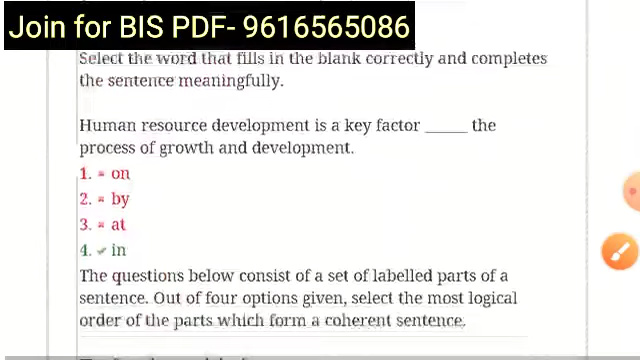 Join for BIS PDF- 9616565086
Select the word that fills in the blank correctly and completes
the sentence meaningfully.
Human resource development is a key factor _____ the
process of growth and development.
1. × on
2. × by
3. × at
4. ✓ in
The questions below consist of a set of labelled parts of a
sentence. Out of four options given, select the most logical
order of the parts which form a coherent sentence.